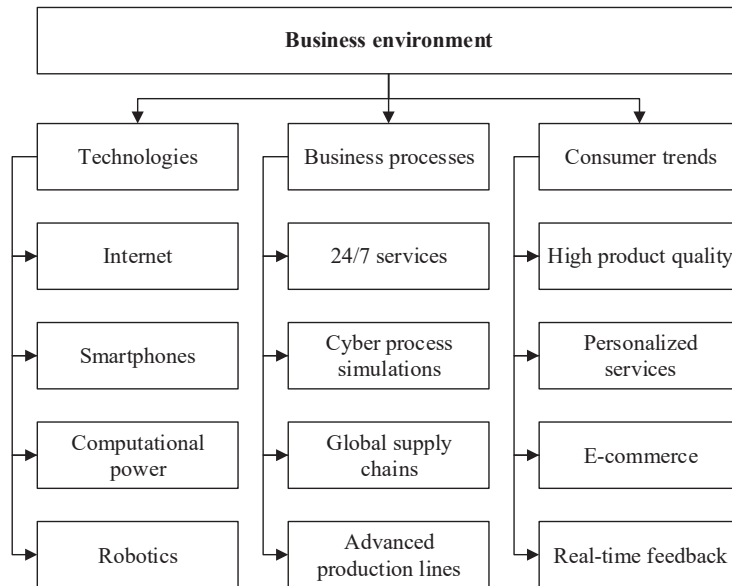 Business environment
Technologies
Business processes
Consumer trends
Internet
24/7 services
High product quality
Smartphones
Cyber process
simulations
Personalized
services
Computational
power
Global supply
chains
E-commerce
Robotics
Advanced
production lines
Real-time feedback